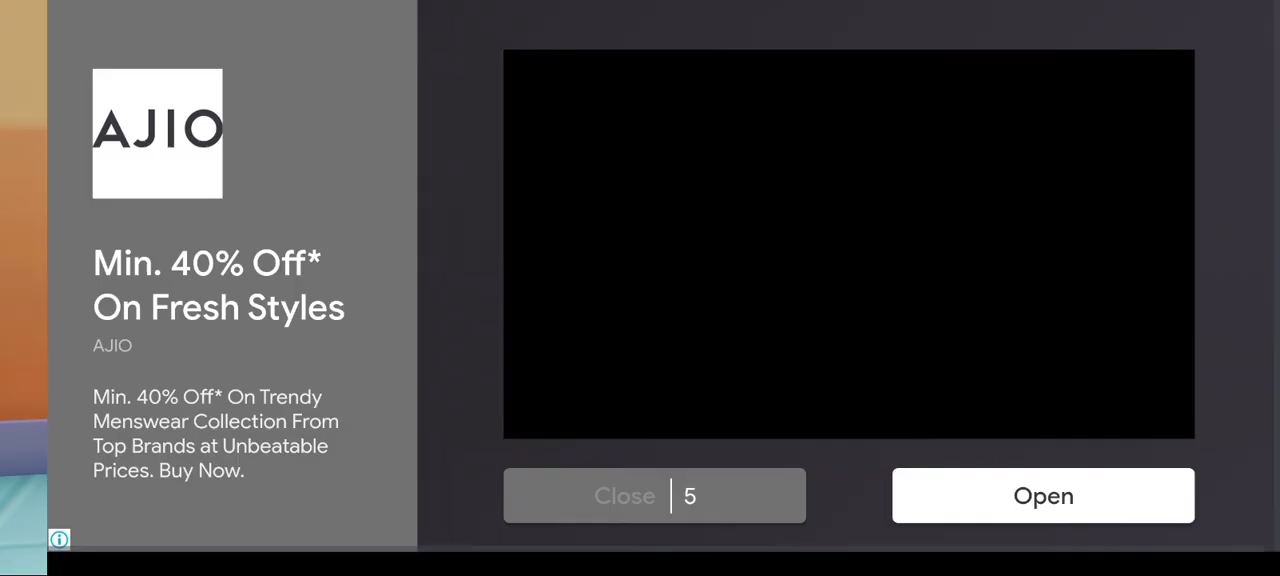 AJIO
Min. 40% Off*
On Fresh Styles
AJIO
Min. 40% Off* On Trendy
Menswear Collection From
Top Brands at Unbeatable
Prices. Buy Now.
Close 5
Open